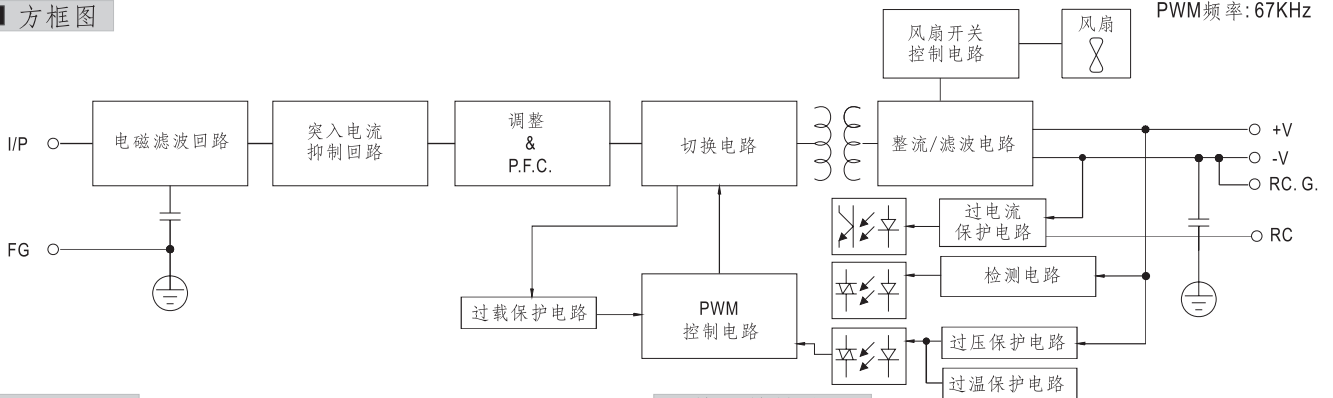 方框图
PWM频率: 67KHz
风扇开关
控制电路
风扇
I/P
电磁滤波回路
突入电流
抑制回路
调整
&
P.F.C.
切换电路
整流/滤波电路
+V
-V
RC. G.
过电流
保护电路
RC
FG
检测电路
过载保护电路
PWM
控制电路
过压保护电路
过温保护电路